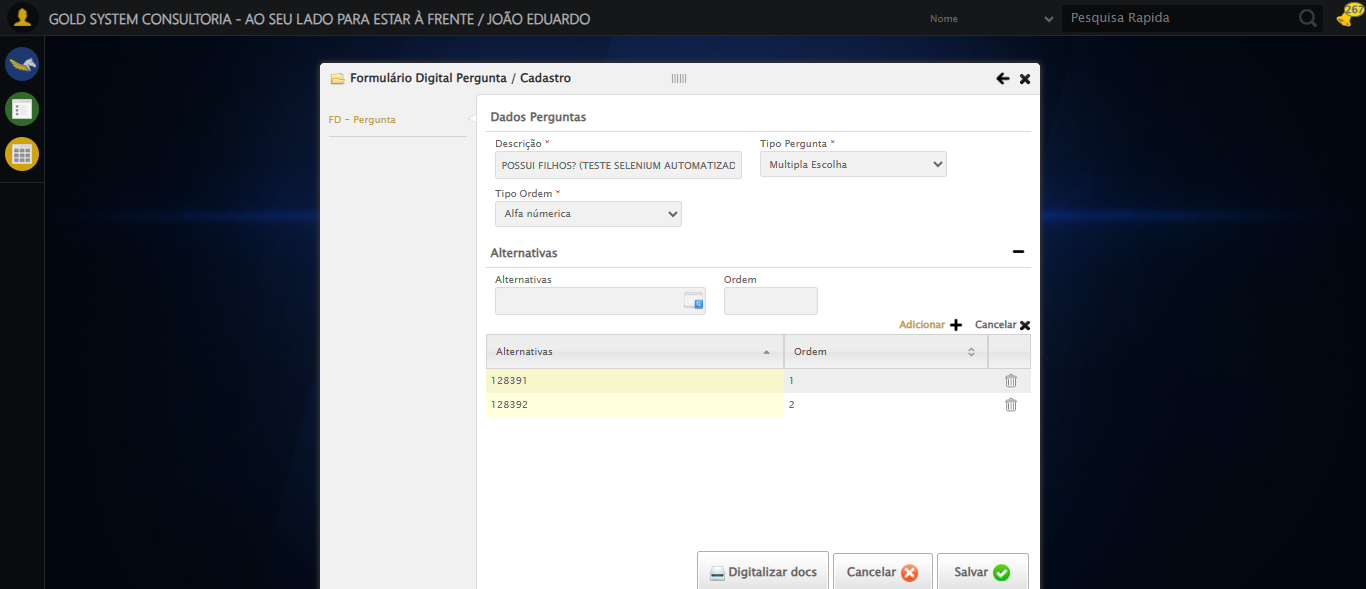 GOLD SYSTEM CONSULTORIA - AO SEU LADO PARA ESTAR À FRENTE / JOÃO EDUARDO
Nome
Pesquisa Rapida
267
Formulário Digital Pergunta / Cadastro
FD - Pergunta
Dados Perguntas
Descrição *
Tipo Pergunta *
POSSUI FILHOS? (TESTE SELENIUM AUTOMATIZAD
Multipla Escolha
Tipo Ordem *
Alfa númerica
Alternativas
Alternativas
Ordem
Adicionar
Cancelar
Alternativas
Ordem
128391
1
128392
2
Digitalizar docs
Cancelar
Salvar